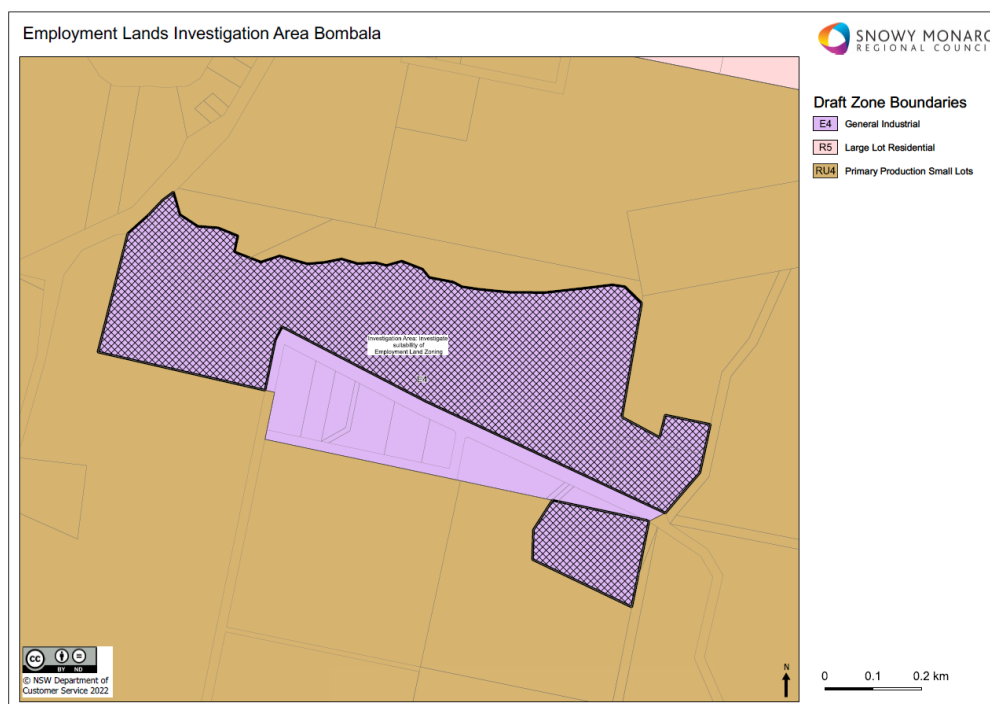 Employment Lands Investigation Area Bombala
SNOWY MONARO
REGIONAL COUNCIL
Draft Zone Boundaries
E4 General Industrial
R5 Large Lot Residential
RU4 Primary Production Small Lots
Investigation Area: Investigate
suitability of
-Employment Land Zoning
E4
cc BY ND
© NSW Department of
Customer Service 2022
N
0 0.1 0.2 km